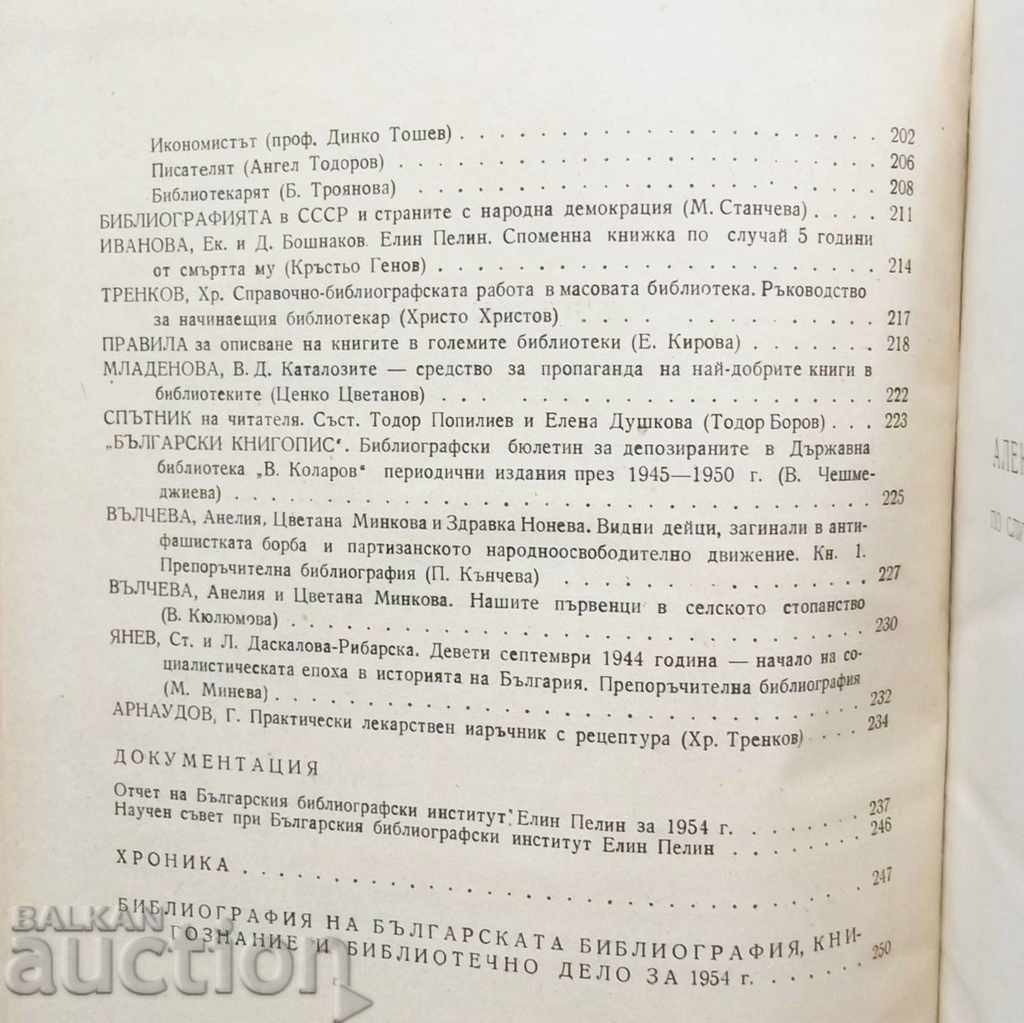 Икономистът (проф. Динко Тошев) . . . . . . . . . . . . . . . . . 202
Писателят (Ангел Тодоров) . . . . . . . . . . . . . . . . . . . 206
Библиотекарят (Б. Троянова) . . . . . . . . . . . . . . . . . . 208
БИБЛИОГРАФИЯТА в СССР и страните с народна демокрация (М. Станчева) . . . . 211
ИВАНОВА, Ек. и Д. Бошнаков. Елин Пелин. Споменна книжка по случай 5 години
от смъртта му (Кръстьо Генов) . . . . . . . . . . . . . . . . . 214
ТРЕНКОВ, Хр. Справочно-библиографската работа в масовата библиотека. Ръководство
за начинаещия библиотекар (Христо Христов) . . . . . . . . . . . 217
ПРАВИЛА за описване на книгите в големите библиотеки (Е. Кирова) . . . . . . . 218
МЛАДЕНОВА, В. Д. Каталозите — средство за пропаганда на най-добрите книги в
библиотеките (Ценко Цветанов) . . . . . . . . . . . . . . . . . 222
СПЪТНИК на читателя. Съст. Тодор Попилиев и Елена Душкова (Тодор Боров) . . . 223
„БЪЛГАРСКИ КНИГОПИС“. Библиографски бюлетин за депозираните в Държавна
библиотека „В. Коларов“ периодични издания през 1945—1950 г. (В. Чешме-
джиева) . . . . . . . . . . . . . . . . . . . . . . . . . . 225
ВЪЛЧЕВА, Анелия, Цветана Минкова и Здравка Нонева. Видни дейци, загинали в анти-
фашистката борба и партизанското народноосвободително движение. Кн. 1.
Препоръчителна библиография (П. Кънчева) . . . . . . . . . . . . 227
ВЪЛЧЕВА, Анелия и Цветана Минкова. Нашите първенци в селското стопанство
(В. Кюлюмова) . . . . . . . . . . . . . . . . . . . . . . . 230
ЯНЕВ, Ст. и Л. Даскалова-Рибарска. Девети септември 1944 година — начало на со-
циалистическата епоха в историята на България. Препоръчителна библиография
(М. Минева) . . . . . . . . . . . . . . . . . . . . . . . . 232
АРНАУДОВ, Г. Практически лекарствен иаръчник с рецептура (Хр. Тренков) . . . 234
ДОКУМЕНТАЦИЯ
Отчет на Българския библиографски институт Елин Пелин за 1954 г. . . . . . . . 237
Научен съвет при Българския библиографски институт Елин Пелин . . . . . . . . 246
ХРОНИКА . . . . . . . . . . . . . . . . . . . . . . . . . . 247
БИБЛИОГРАФИЯ НА БЪЛГАРСКАТА БИБЛИОГРАФИЯ, КНИ-
ГОЗНАНИЕ И БИБЛИОТЕЧНО ДЕЛО ЗА 1954 г. . . . . . 250
BALKAN
auction